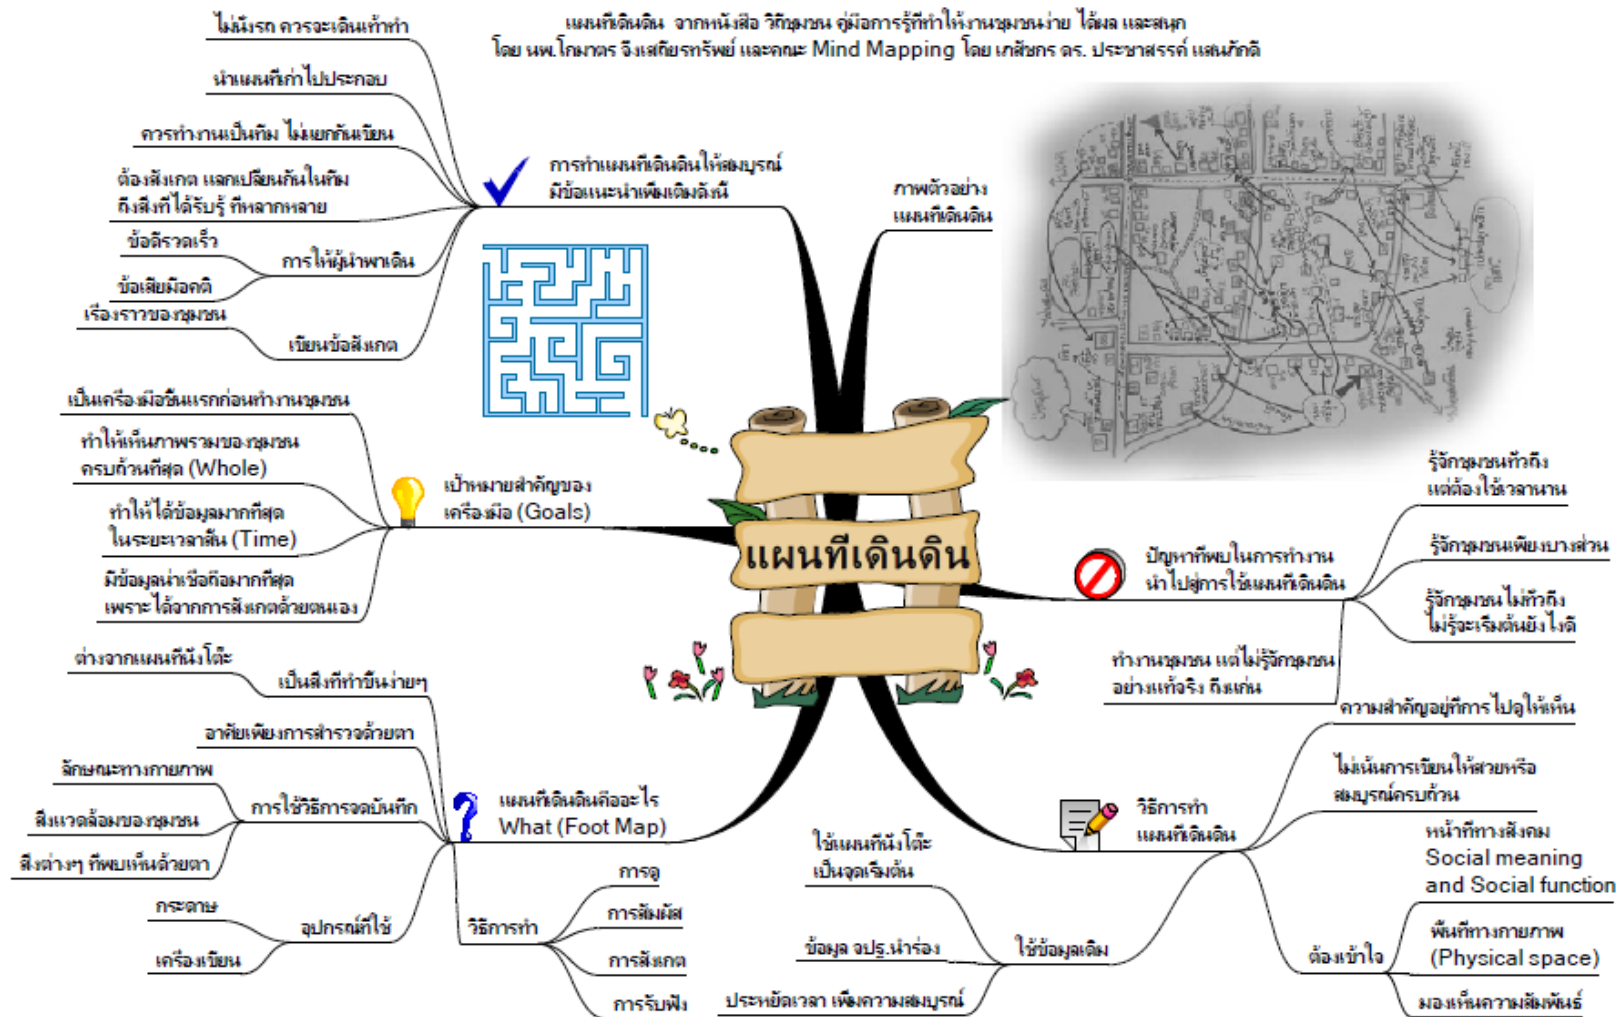 แผนที่เดินดิน จากหนังสือ วิถีชุมชน คู่มือการรู้ที่ทำให้งานชุมชนง่าย ได้ผล และสนุก
โดย นพ.โกมาตร จึงเสถียรทรัพย์ และคณะ Mind Mapping โดย เภสัชกร ดร. ประชาสรรค์ แสนภักดี
แผนที่เดินดิน
การทำแผนที่เดินดินให้สมบูรณ์
มีข้อแนะนำเพิ่มเติมดังนี้
ไม่นั่งรถ ควรจะเดินเท้าทำ
นำแผนที่เก่าไปประกอบ
ควรทำงานเป็นทีม ไม่แยกกันเขียน
ต้องสังเกต แลกเปลี่ยนกันในทีม
ถึงสิ่งที่ได้รับรู้ ที่หลากหลาย
การให้ผู้นำพาเดิน
ข้อดีรวดเร็ว
ข้อเสียมีอคติ
เขียนข้อสังเกต
เรื่องราวของชุมชน
เป้าหมายสำคัญของ
เครื่องมือ (Goals)
เป็นเครื่องมือชิ้นแรกก่อนทำงานชุมชน
ทำให้เห็นภาพรวมของชุมชน
ครบถ้วนที่สุด (Whole)
ทำให้ได้ข้อมูลมากที่สุด
ในระยะเวลาสั้น (Time)
มีข้อมูลน่าเชื่อถือมากที่สุด
เพราะได้จากการสังเกตด้วยตนเอง
แผนที่เดินดินคืออะไร
What (Foot Map)
เป็นสิ่งที่ทำขึ้นง่ายๆ
ต่างจากแผนที่นั่งโต๊ะ
อาศัยเพียงการสำรวจด้วยตา
การใช้วิธีการจดบันทึก
ลักษณะทางกายภาพ
สิ่งแวดล้อมของชุมชน
สิ่งต่างๆ ที่พบเห็นด้วยตา
อุปกรณ์ที่ใช้
กระดาษ
เครื่องเขียน
วิธีการทำ
การดู
การสัมผัส
การสังเกต
การรับฟัง
ภาพตัวอย่าง
แผนที่เดินดิน
ปัญหาที่พบในการทำงาน
นำไปสู่การใช้แผนที่เดินดิน
รู้จักชุมชนทั่วถึง
แต่ต้องใช้เวลานาน
รู้จักชุมชนเพียงบางส่วน
รู้จักชุมชนไม่ทั่วถึง
ไม่รู้จะเริ่มต้นยังไงดี
ทำงานชุมชน แต่ไม่รู้จักชุมชน
อย่างแท้จริง ถึงแก่น
วิธีการทำ
แผนที่เดินดิน
ความสำคัญอยู่ที่การไปดูให้เห็น
ไม่เน้นการเขียนให้สวยหรือ
สมบูรณ์ครบถ้วน
ต้องเข้าใจ
หน้าที่ทางสังคม
Social meaning
and Social function
พื้นที่ทางกายภาพ
(Physical space)
มองเห็นความสัมพันธ์
ใช้ข้อมูลเดิม
ใช้แผนที่นั่งโต๊ะ
เป็นจุดเริ่มต้น
ข้อมูล จปฐ.นำร่อง
ประหยัดเวลา เพิ่มความสมบูรณ์